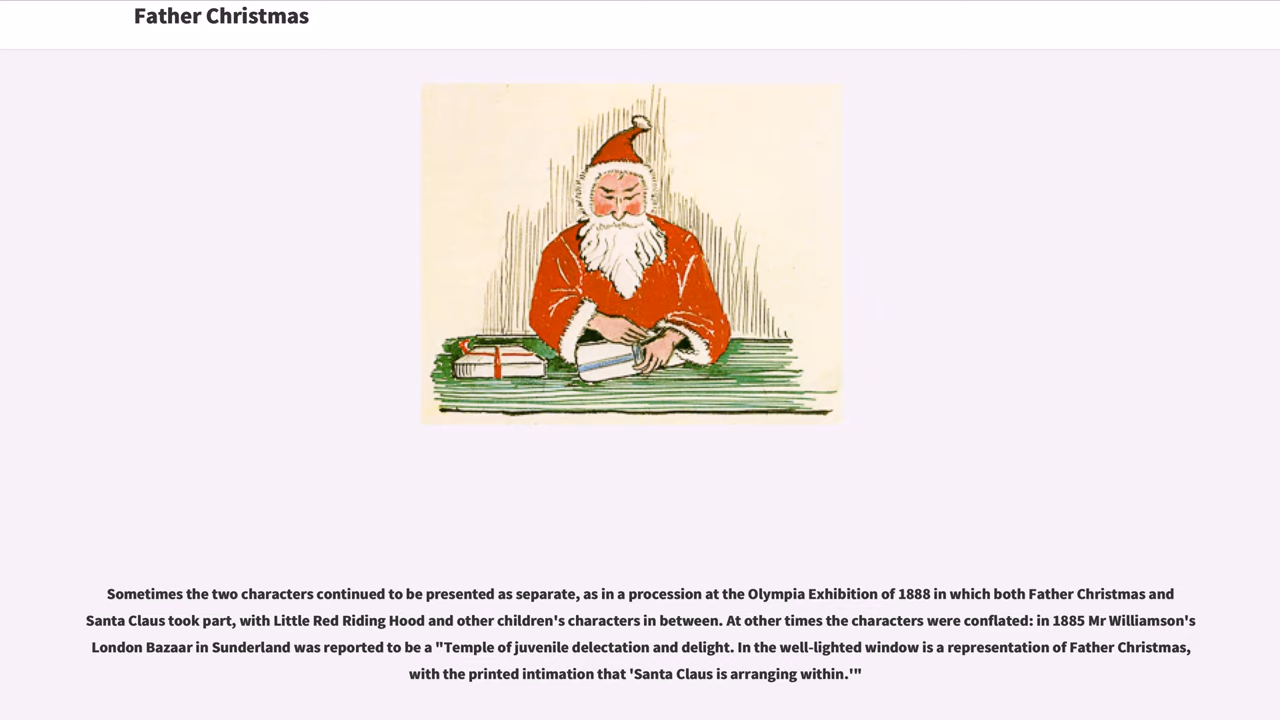 Father Christmas
Sometimes the two characters continued to be presented as separate, as in a procession at the Olympia Exhibition of 1888 in which both Father Christmas and
Santa Claus took part, with Little Red Riding Hood and other children's characters in between. At other times the characters were conflated: in 1885 Mr Williamson's
London Bazaar in Sunderland was reported to be a "Temple of juvenile delectation and delight. In the well-lighted window is a representation of Father Christmas,
with the printed intimation that 'Santa Claus is arranging within.'"